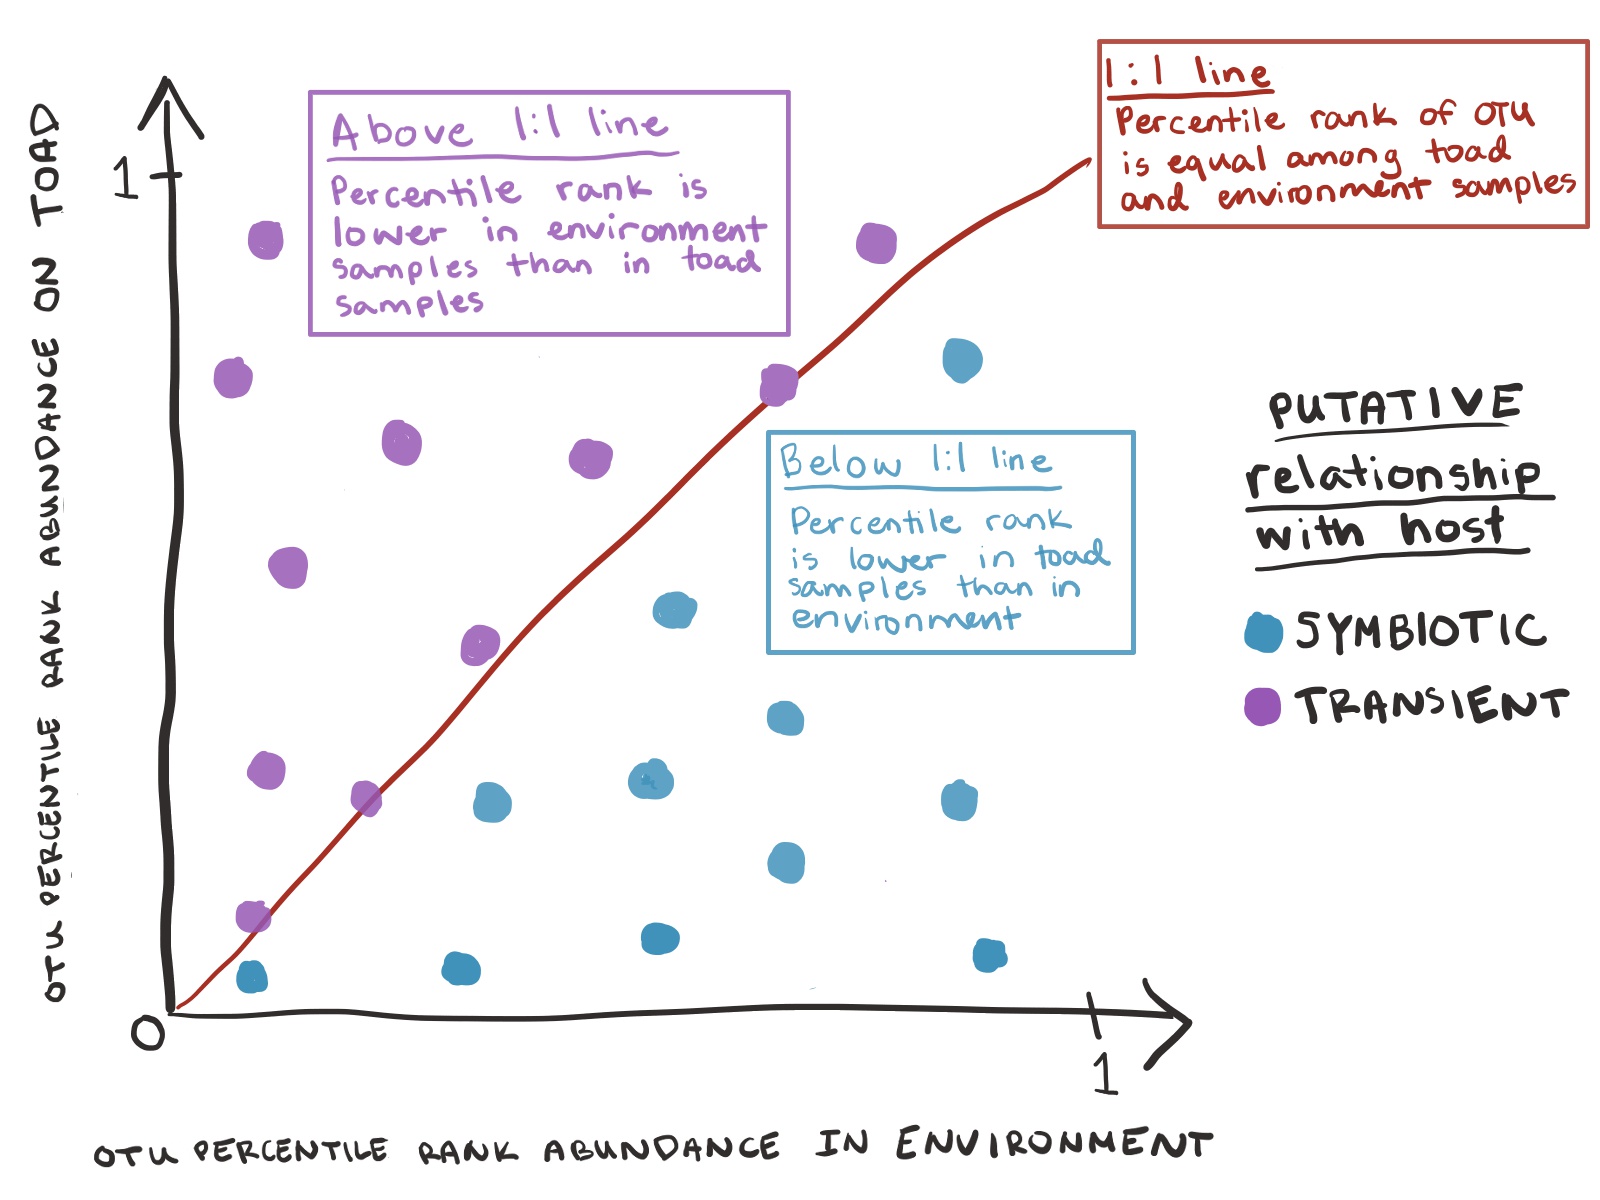 OTU PERCENTILE RANK ABUNDANCE ON TOAD
1
Above 1:1 line
Percentile rank is
lower in environment
samples than in toad
samples
1:1 line
Percentile rank of OTU
is equal among toad
and environment samples
Below 1:1 line
Percentile rank
is lower in toad
samples than in
environment
PUTATIVE
relationship
with host
SYMBIOTIC
TRANSIENT
0
1
OTU PERCENTILE RANK ABUNDANCE IN ENVIRONMENT